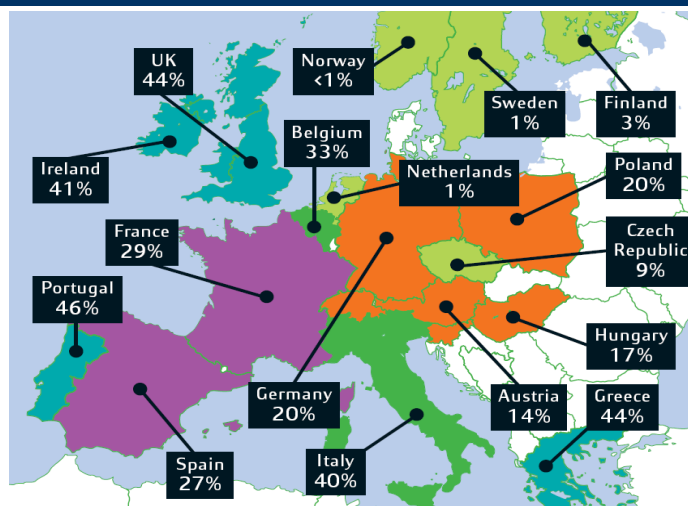 UK
44%
Norway
<1%
Sweden
1%
Finland
3%
Belgium
33%
Ireland
41%
Netherlands
1%
Poland
20%
France
29%
Czech
Republic
9%
Portugal
46%
Hungary
17%
Germany
20%
Austria
14%
Greece
44%
Spain
27%
Italy
40%